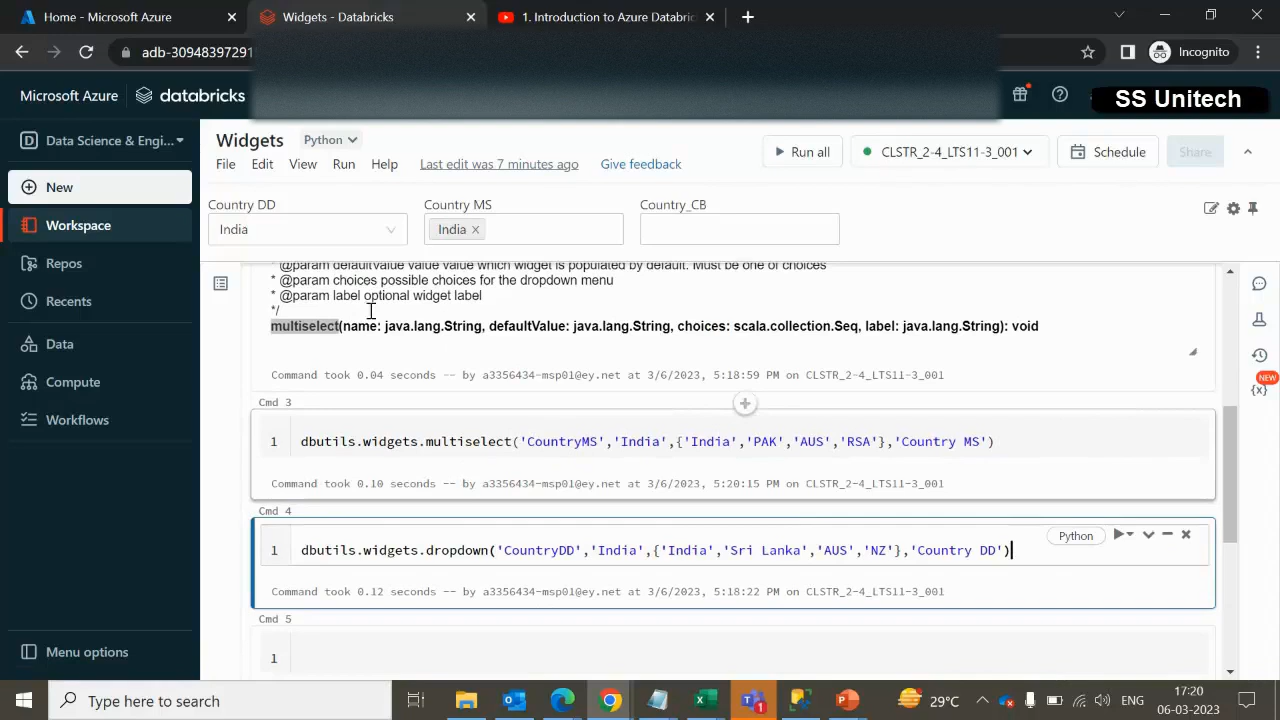 Home - Microsoft Azure
Widgets - Databricks
1. Introduction to Azure Databric
adb-30948397291
Incognito
Microsoft Azure
databricks
SS Unitech
Data Science & Engi...
Widgets
Python
Run all
CLSTR_2-4_LTS11-3_001
Schedule
Share
File Edit View Run Help Last edit was 7 minutes ago Give feedback
New
Workspace
Repos
Recents
Data
Compute
Workflows
Menu options
Country DD
Country MS
Country_CB
India
India
* @param defaultValue value value which widget is populated by default. Must be one of choices
* @param choices possible choices for the dropdown menu
* @param label optional widget label
*/
multiselect(name: java.lang.String, defaultValue: java.lang.String, choices: scala.collection.Seq, label: java.lang.String): void
Command took 0.04 seconds -- by a3356434-msp01@ey.net at 3/6/2023, 5:18:59 PM on CLSTR_2-4_LTS11-3_001
NEW
Cmd 3
1 dbutils.widgets.multiselect('CountryMS','India',{'India','PAK','AUS','RSA'},'Country MS')
Command took 0.10 seconds -- by a3356434-msp01@ey.net at 3/6/2023, 5:20:15 PM on CLSTR_2-4_LTS11-3_001
Cmd 4
Python
1 dbutils.widgets.dropdown('CountryDD','India',{'India','Sri Lanka','AUS','NZ'},'Country DD')
Command took 0.12 seconds -- by a3356434-msp01@ey.net at 3/6/2023, 5:18:22 PM on CLSTR_2-4_LTS11-3_001
Cmd 5
1
Type here to search
29°C
ENG
17:20
06-03-2023